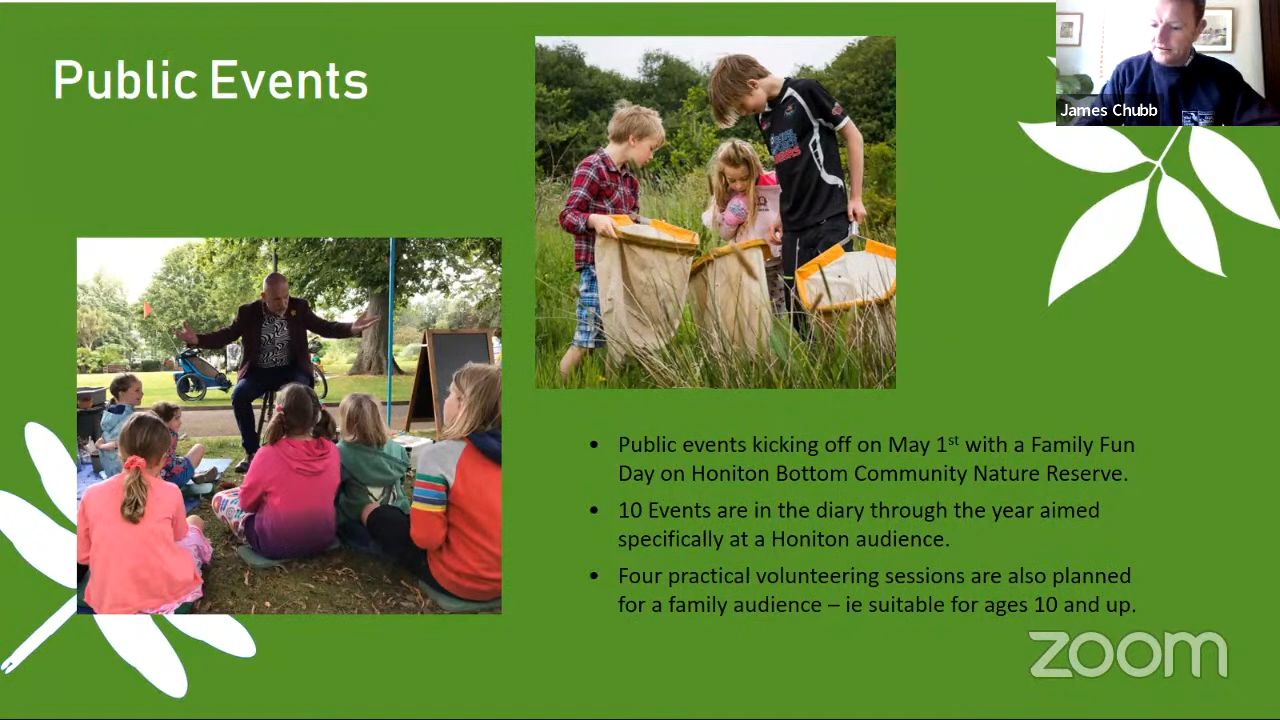 Public Events
James Chubb
• Public events kicking off on May 1st with a Family Fun
Day on Honiton Bottom Community Nature Reserve.
• 10 Events are in the diary through the year aimed
specifically at a Honiton audience.
• Four practical volunteering sessions are also planned
for a family audience – ie suitable for ages 10 and up.
zoom